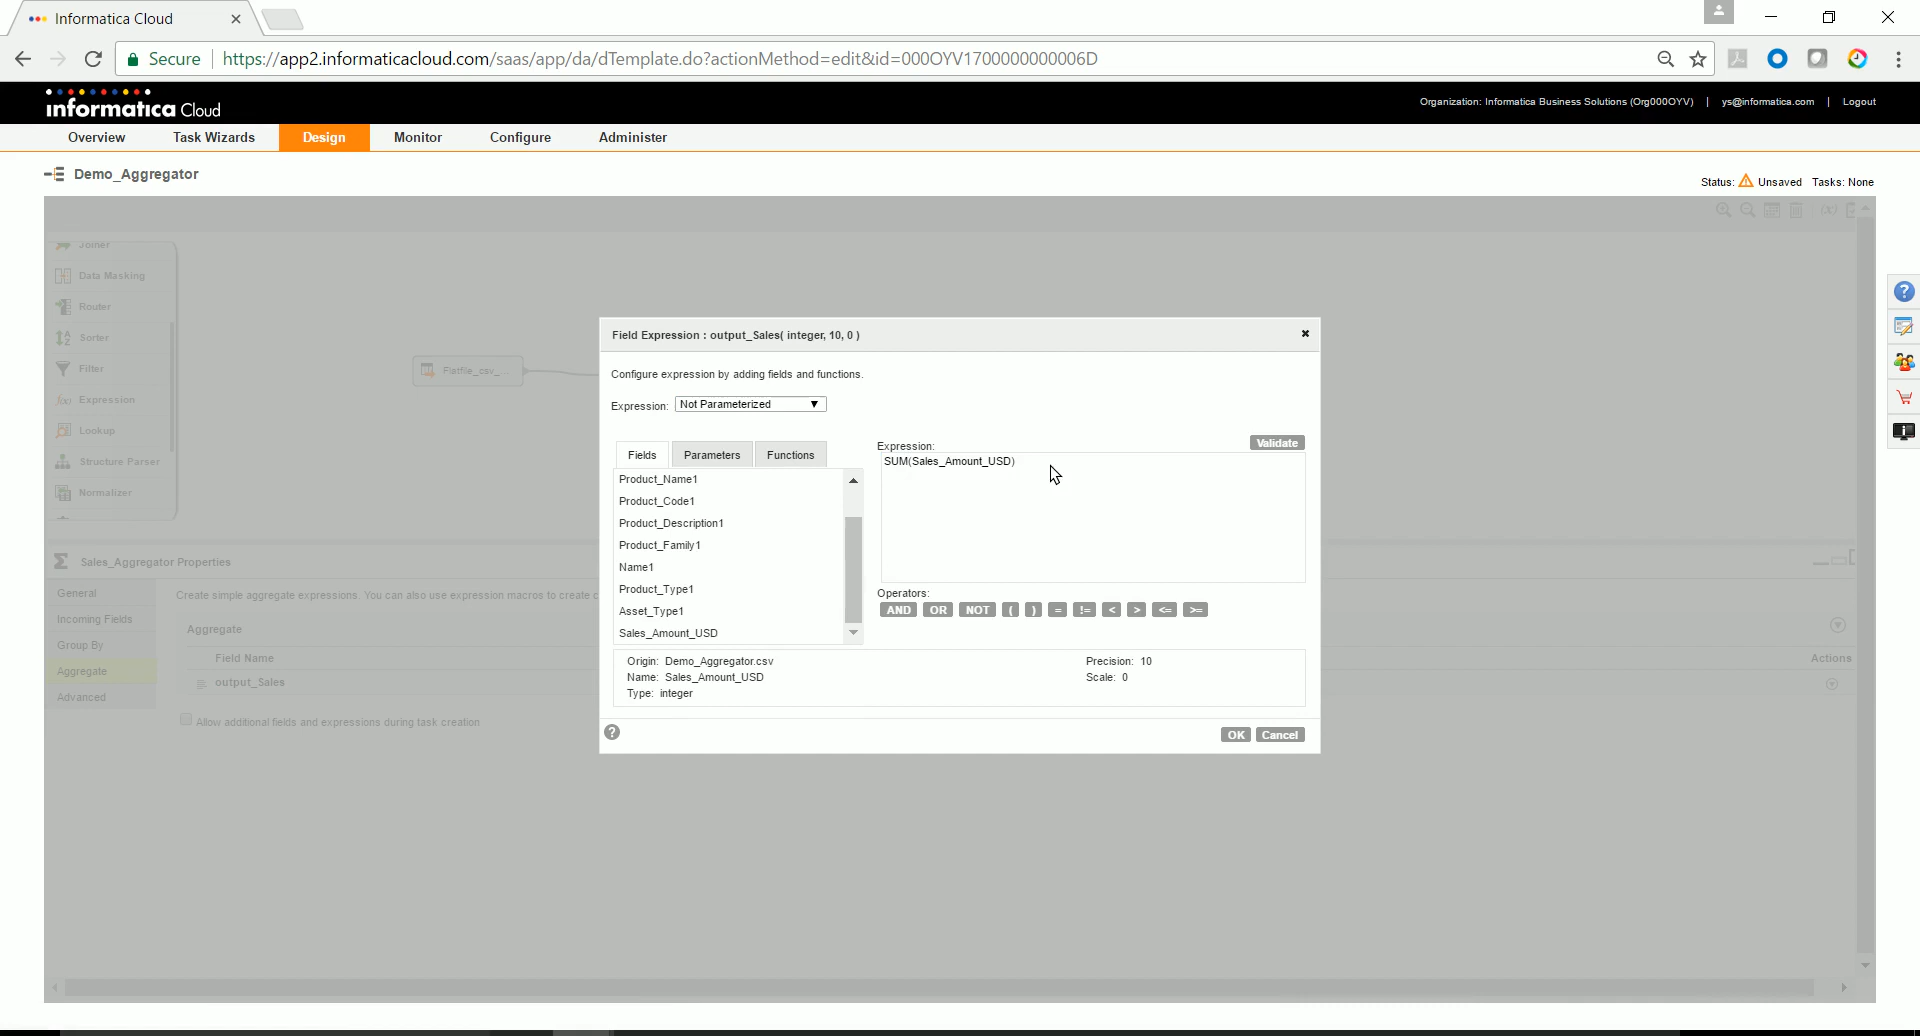 Informatica Cloud
Secure
https://app2.informaticacloud.com/saas/app/da/dTemplate.do?actionMethod=edit&id=000OYV1700000000006D
informatica Cloud
Organization: Informatica Business Solutions (Org000OYV) | ys@informatica.com | Logout
Overview Task Wizards Design Monitor Configure Administer
Demo_Aggregator
Status: Unsaved Tasks: None
Joiner
Data Masking
Router
Sorter
Filter
Expression
Lookup
Structure Parser
Normalizer
Flatfile_csv_...
Field Expression : output_Sales( integer, 10, 0 )
Configure expression by adding fields and functions.
Expression: Not Parameterized
Fields Parameters Functions
Product_Name1
Product_Code1
Product_Description1
Product_Family1
Name1
Product_Type1
Asset_Type1
Sales_Amount_USD
Expression:
Validate
SUM(Sales_Amount_USD)
Operators:
AND OR NOT ( ) = != < > <= >=
Origin: Demo_Aggregator.csv
Name: Sales_Amount_USD
Type: integer
Precision: 10
Scale: 0
? OK Cancel
Sales_Aggregator Properties
General
Incoming Fields
Group By
Aggregate
Advanced
Create simple aggregate expressions. You can also use expression macros to create c
Aggregate
Field Name
Actions
output_Sales
Allow additional fields and expressions during task creation